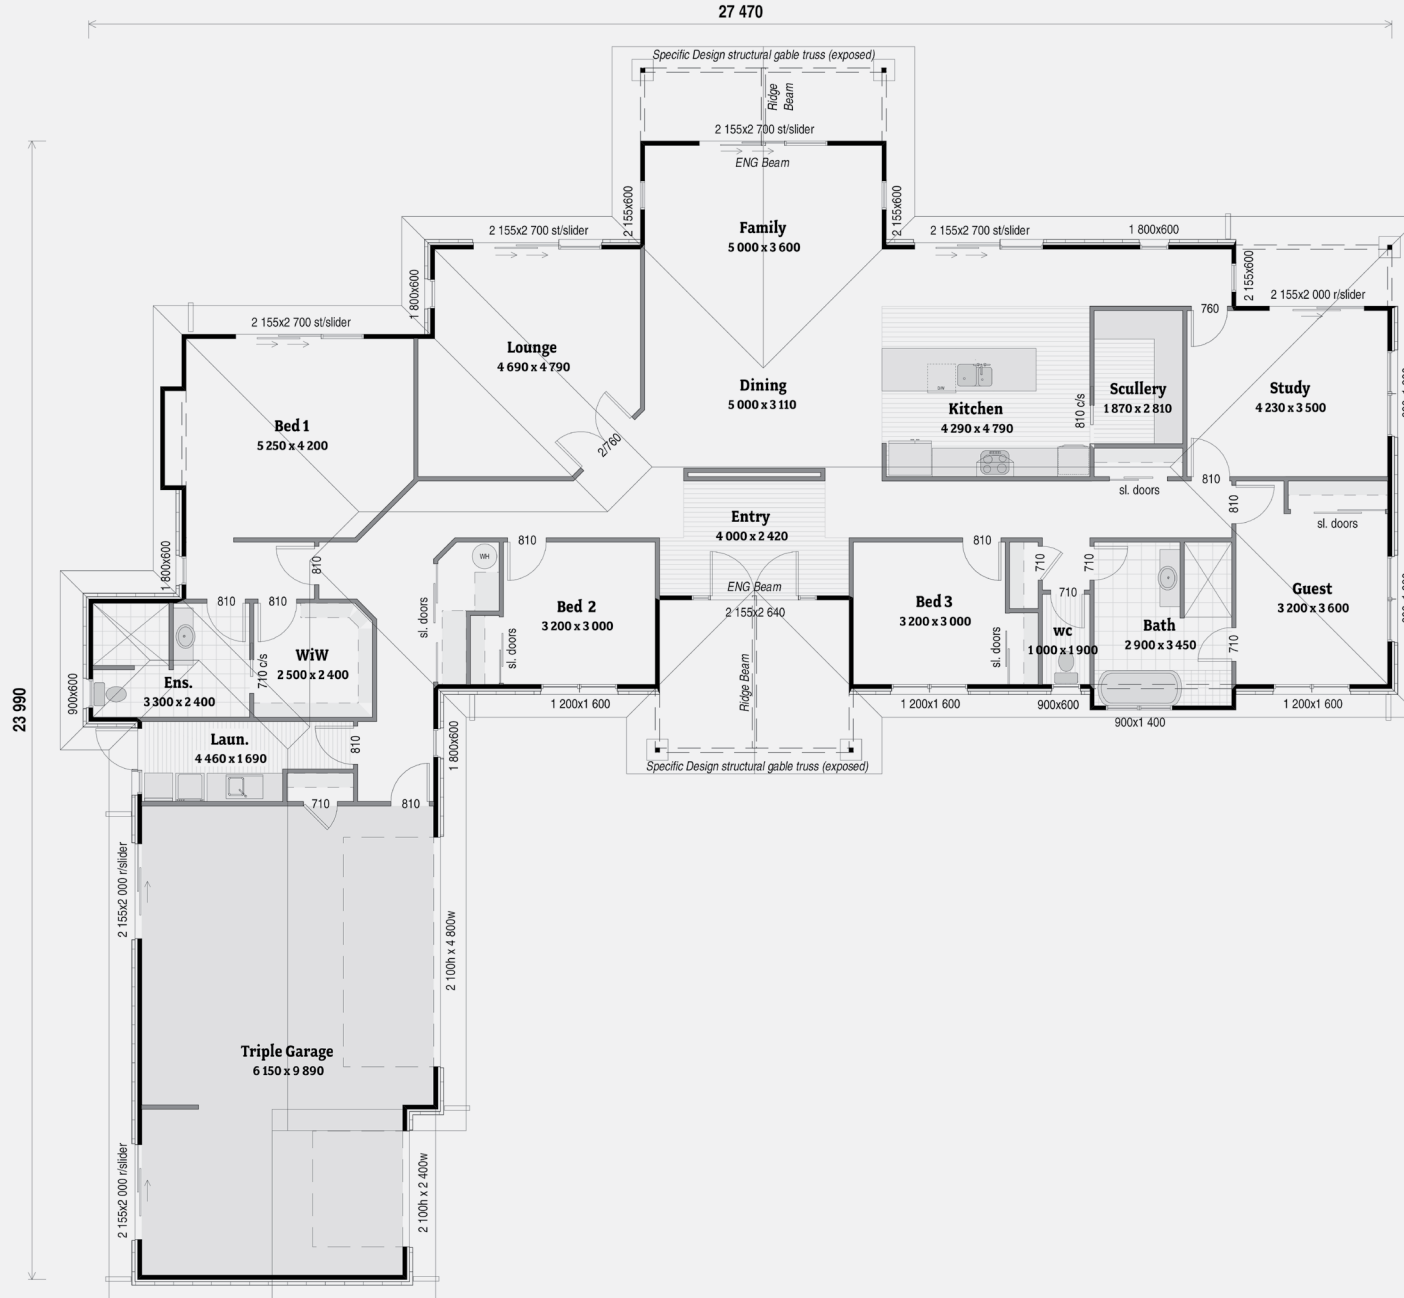 27 470
Specific Design structural gable truss (exposed)
Ridge
Beam
2 155x2 700 st/slider
ENG Beam
2 155x600
2 155x600
Family
5 000 x 3 600
2 155x2 700 st/slider
2 155x2 700 st/slider
1 800x600
1 800x600
2 155x600
2 155x2 000 r/slider
760
2 155x2 700 st/slider
Lounge
4 690 x 4 790
Dining
5 000 x 3 110
Kitchen
4 290 x 4 790
810 c/s
Scullery
1 870 x 2 810
Study
4 230 x 3 500
Bed 1
5 250 x 4 200
2/760
810
sl. doors
810
sl. doors
Entry
4 000 x 2 420
ENG Beam
2 155x2 640
1 800x600
810
810
WH
810
710
710
810
810
sl. doors
Bed 2
3 200 x 3 000
sl. doors
Bed 3
3 200 x 3 000
sl. doors
710
wc
1 000 x 1 900
Bath
2 900 x 3 450
710
Guest
3 200 x 3 600
WiW
2 500 x 2 400
710 c/s
Ens.
3 300 x 2 400
900x600
23 990
Ridge Beam
1 200x1 600
1 200x1 600
900x600
900x1 400
1 200x1 600
Laun.
4 460 x 1 690
810
1 800x600
Specific Design structural gable truss (exposed)
710
810
2 155x2 000 r/slider
2 100h x 4 800w
Triple Garage
6 150 x 9 890
2 155x2 000 r/slider
2 100h x 2 400w